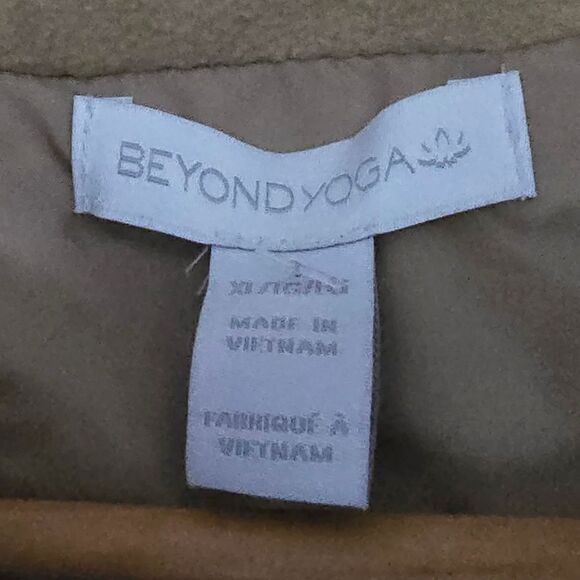 BEYOND YOGA
MADE IN
VIETNAM
FABRIQUÉ À
VIETNAM